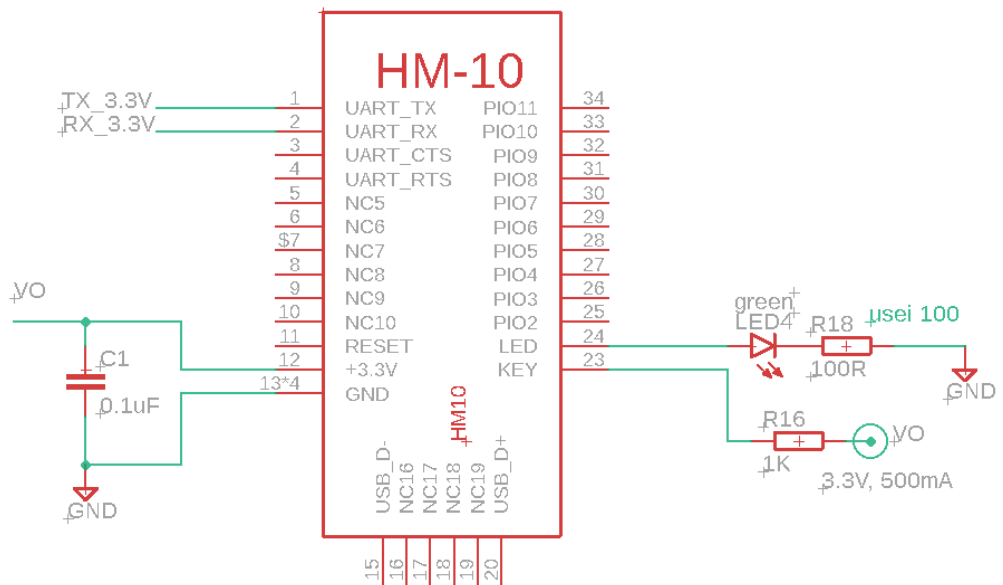 HM-10
TX_3.3V
RX_3.3V
1 UART_TX
2 UART_RX
3 UART_CTS
4 UART_RTS
5 NC5
6 NC6
$7 NC7
8 NC8
9 NC9
10 NC10
11 RESET
12 +3.3V
13*4 GND
PIO11 34
PIO10 33
PIO9 32
PIO8 31
PIO7 30
PIO6 29
PIO5 28
PIO4 27
PIO3 26
PIO2 25
LED 24
KEY 23
VO
C1
0.1uF
GND
HM10
USB_D- 15
NC16 16
NC17 17
NC18 18
NC19 19
USB_D+ 20
green
LED4
R18
100R
µsei 100
GND
R16
1K
VO
3.3V, 500mA